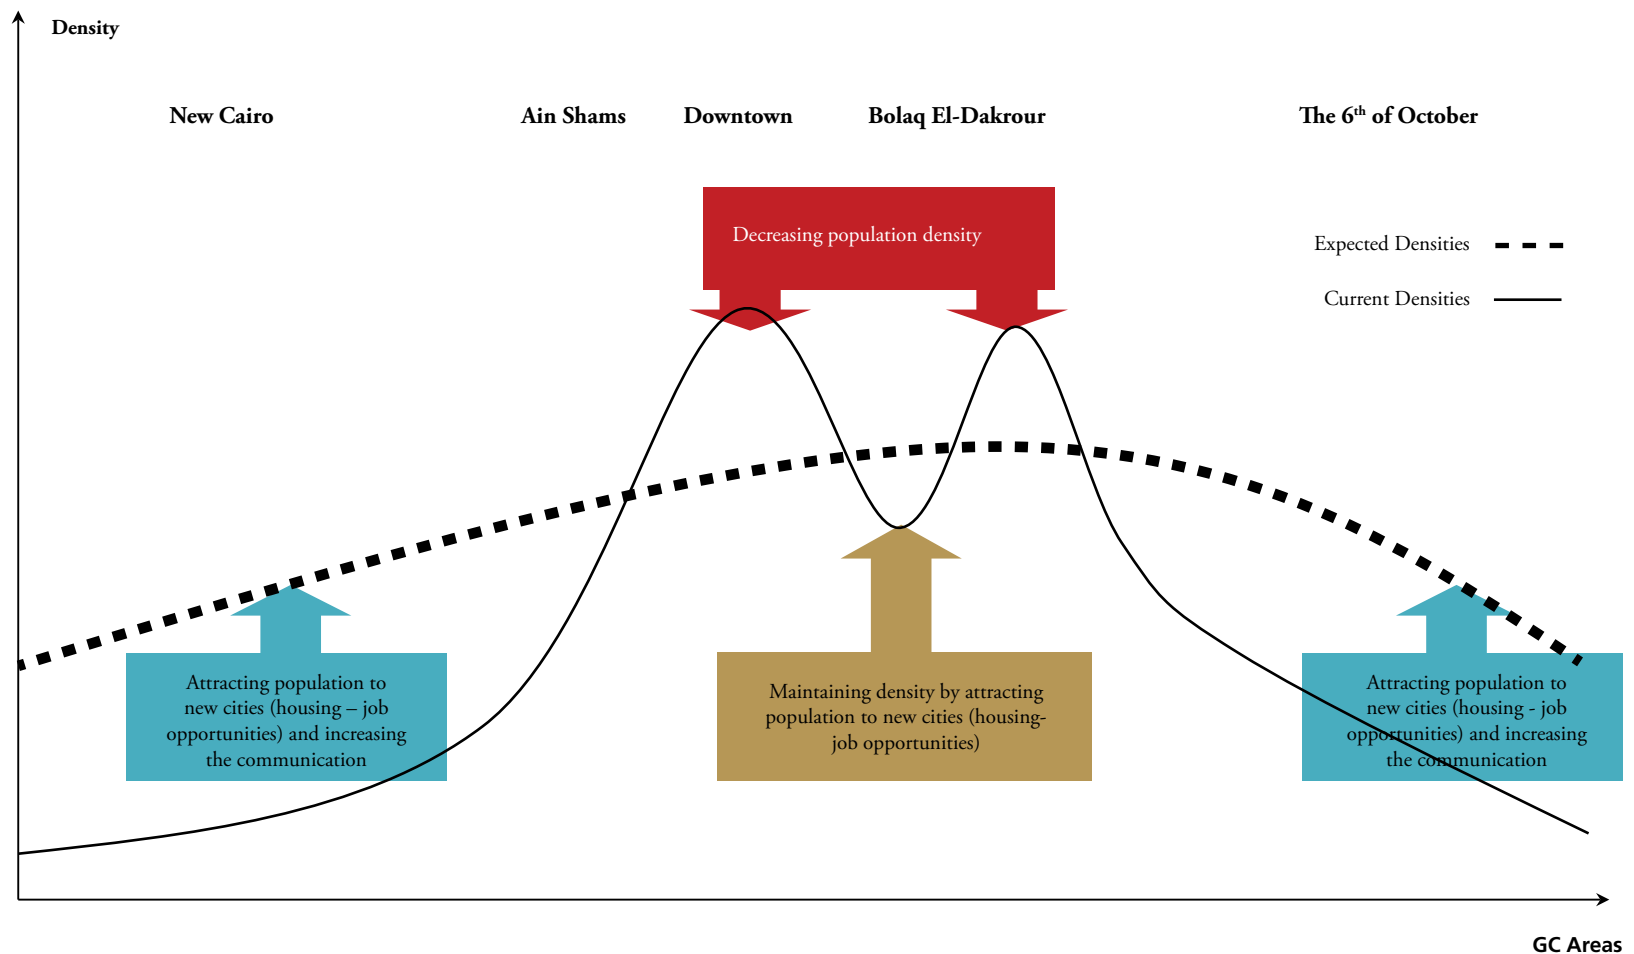 Density
New Cairo
Ain Shams
Downtown
Bolaq El-Dakrour
The 6th of October
Decreasing population density
Expected Densities
Current Densities
Attracting population to
new cities (housing – job
opportunities) and increasing
the communication
Maintaining density by attracting
population to new cities (housing-
job opportunities)
Attracting population to
new cities (housing - job
opportunities) and increasing
the communication
GC Areas